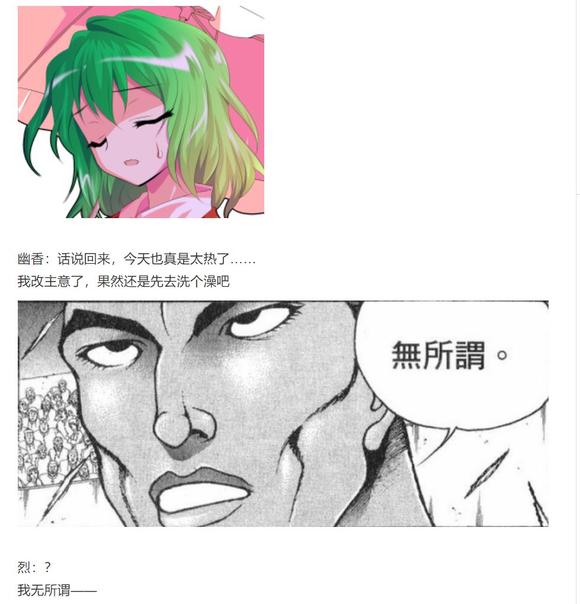 幽香：话说回来，今天也真是太热了……
我改主意了，果然还是先去洗个澡吧
無所謂。
烈：？
我无所谓——